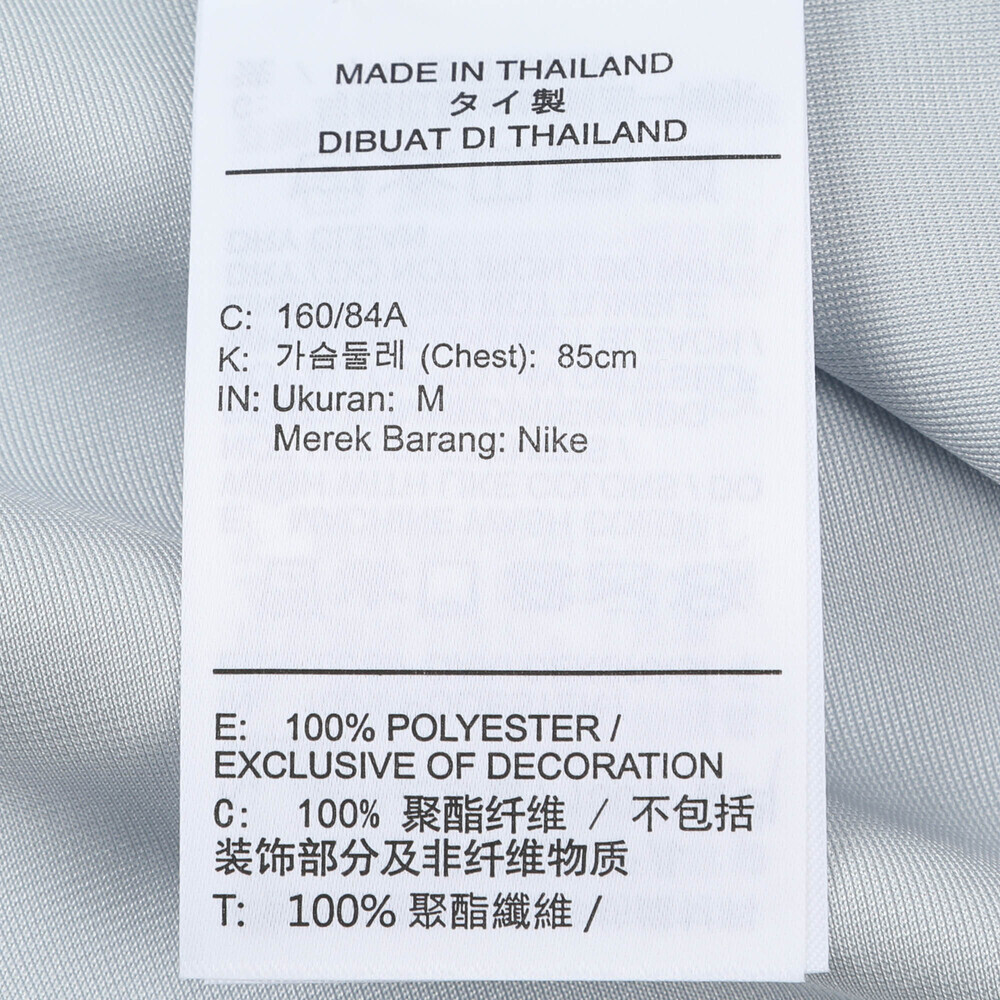 MADE IN THAILAND
タイ製
DIBUAT DI THAILAND
C: 160/84A
K: 가슴둘레 (Chest): 85cm
IN: Ukuran: M
Merek Barang: Nike
E: 100% POLYESTER /
EXCLUSIVE OF DECORATION
C: 100% 聚酯纤维 / 不包括
装饰部分及非纤维物质
T: 100% 聚酯纖維 /